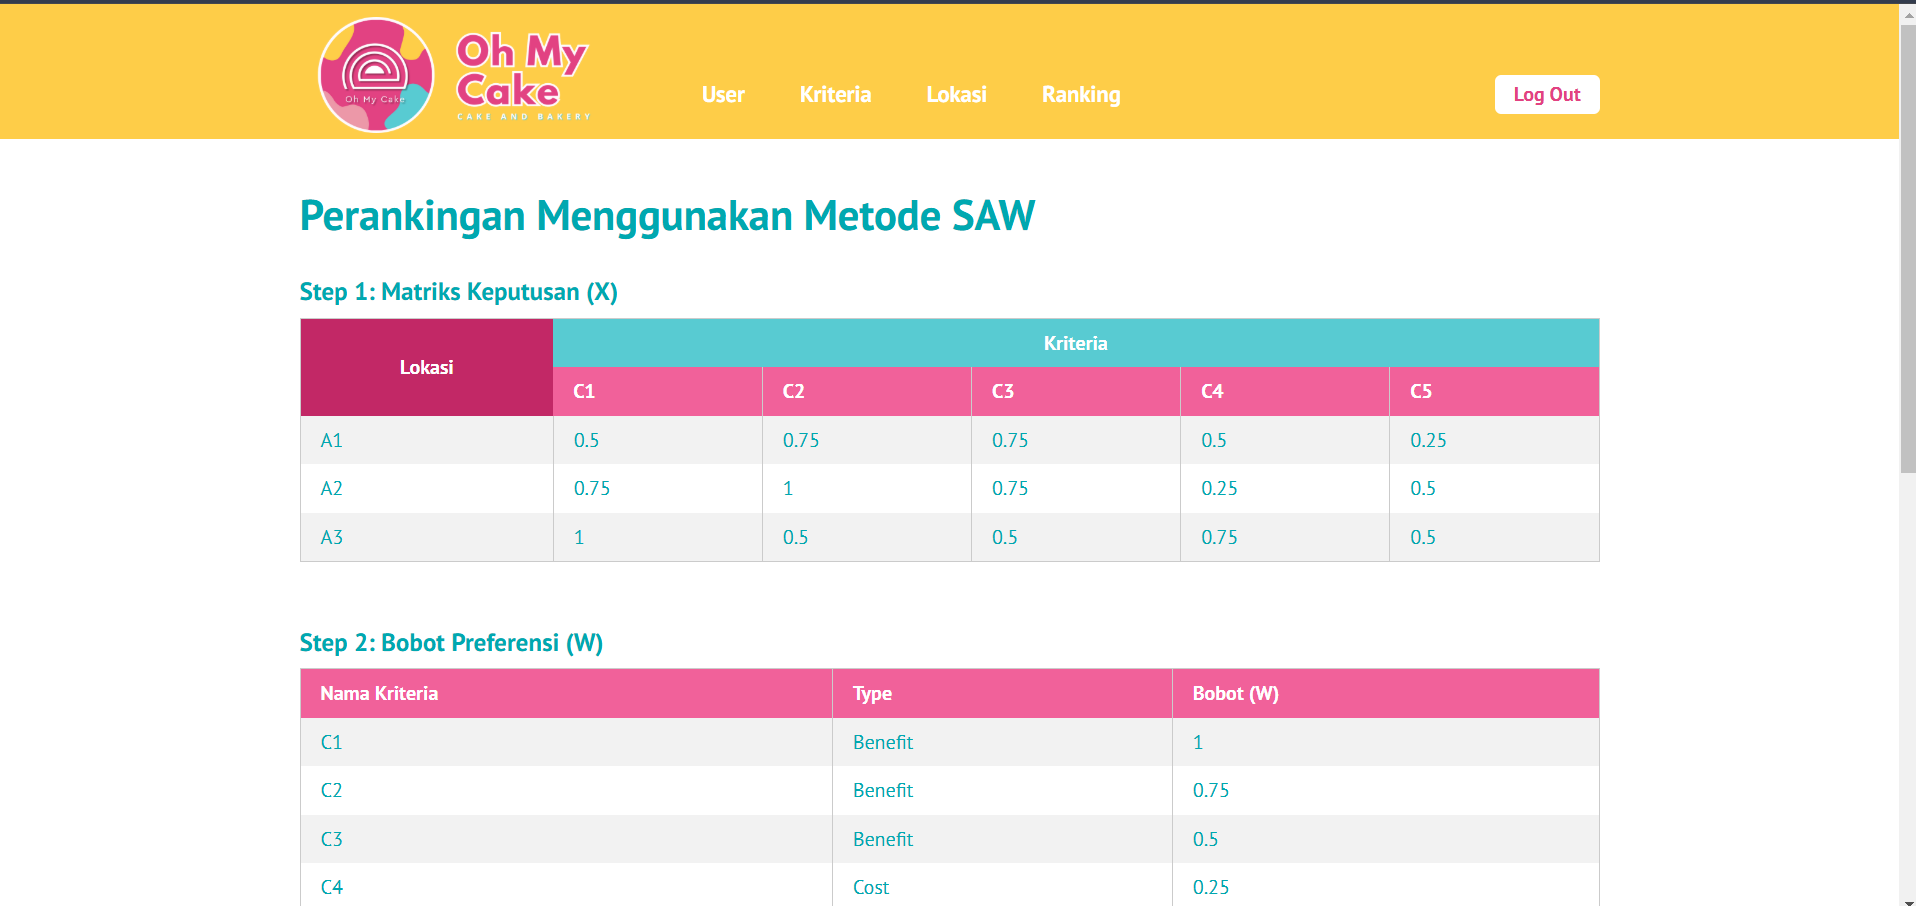 Oh My Cake
Oh My
Cake
CAKE AND BAKERY
User Kriteria Lokasi Ranking Log Out
Perankingan Menggunakan Metode SAW
Step 1: Matriks Keputusan (X)
Lokasi Kriteria
C1 C2 C3 C4 C5
A1 0.5 0.75 0.75 0.5 0.25
A2 0.75 1 0.75 0.25 0.5
A3 1 0.5 0.5 0.75 0.5
Step 2: Bobot Preferensi (W)
Nama Kriteria Type Bobot (W)
C1 Benefit 1
C2 Benefit 0.75
C3 Benefit 0.5
C4 Cost 0.25